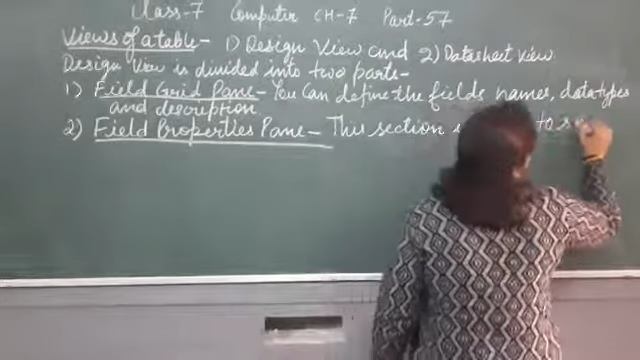 Class-7 Computer CH-7 Part-57
Views of a table- 1) Design View and 2) Datasheet view.
Design View is divided into two parts-
1) Field Grid Pane- You can define the fields names, datatypes
and description.
2) Field Properties Pane- This section to